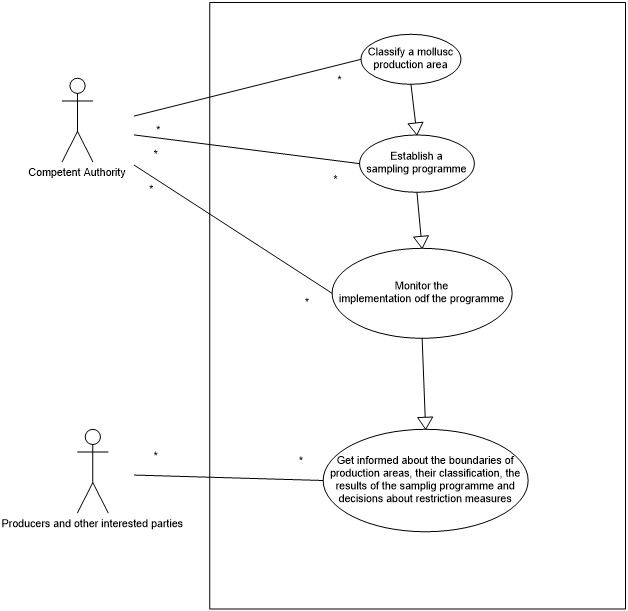 Classify a mollusc
production area
*
*
Competent Authority
*
*
*
*
Establish a
sampling programme
Monitor the
implementation odf the programme
*
*
Producers and other interested parties
Get informed about the boundaries of
production areas, their classification, the
results of the samplig programme and
decisions about restriction measures